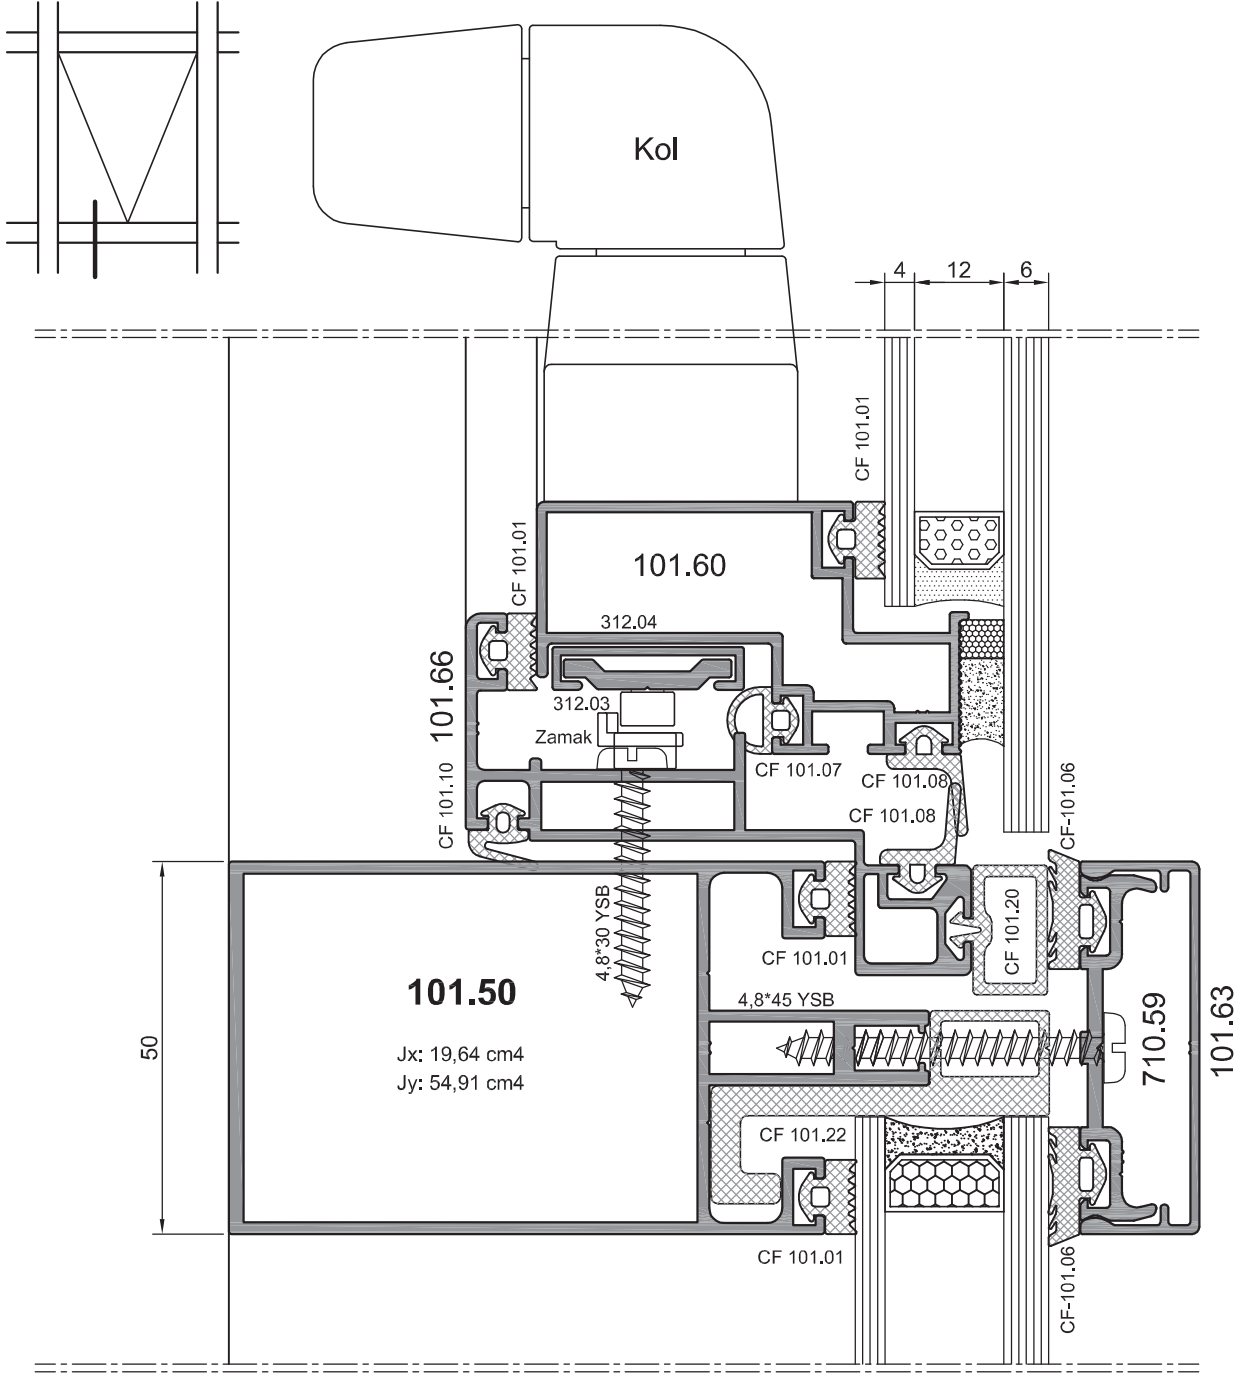 Kol
4
12
6
CF 101.01
CF 101.01
101.60
312.04
101.66
312.03
Zamak
CF 101.10
CF 101.07
CF 101.08
CF 101.08
CF-101.06
4,8*30 YSB
CF 101.01
CF 101.20
101.50
4,8*45 YSB
50
Jx: 19,64 cm4
Jy: 54,91 cm4
710.59
101.63
CF 101.22
CF 101.01
CF-101.06